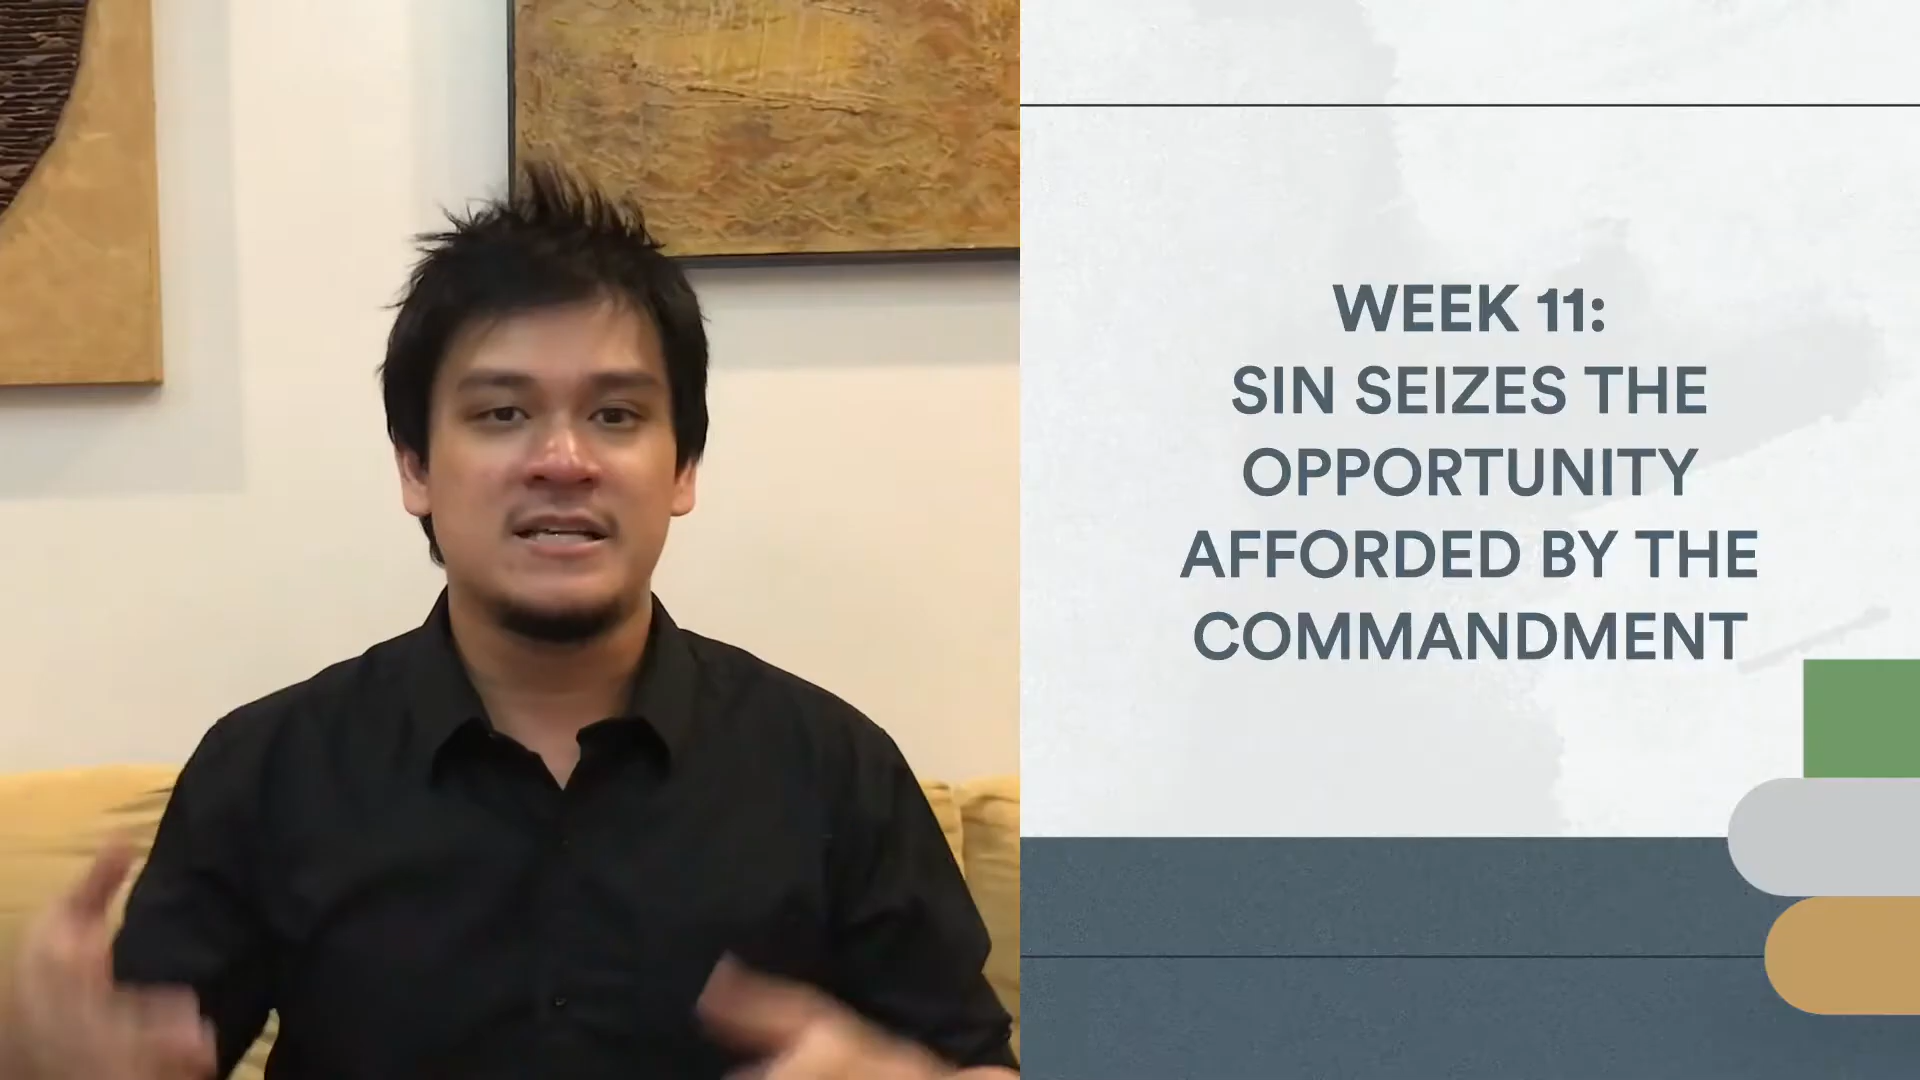 WEEK 11:
SIN SEIZES THE
OPPORTUNITY
AFFORDED BY THE
COMMANDMENT